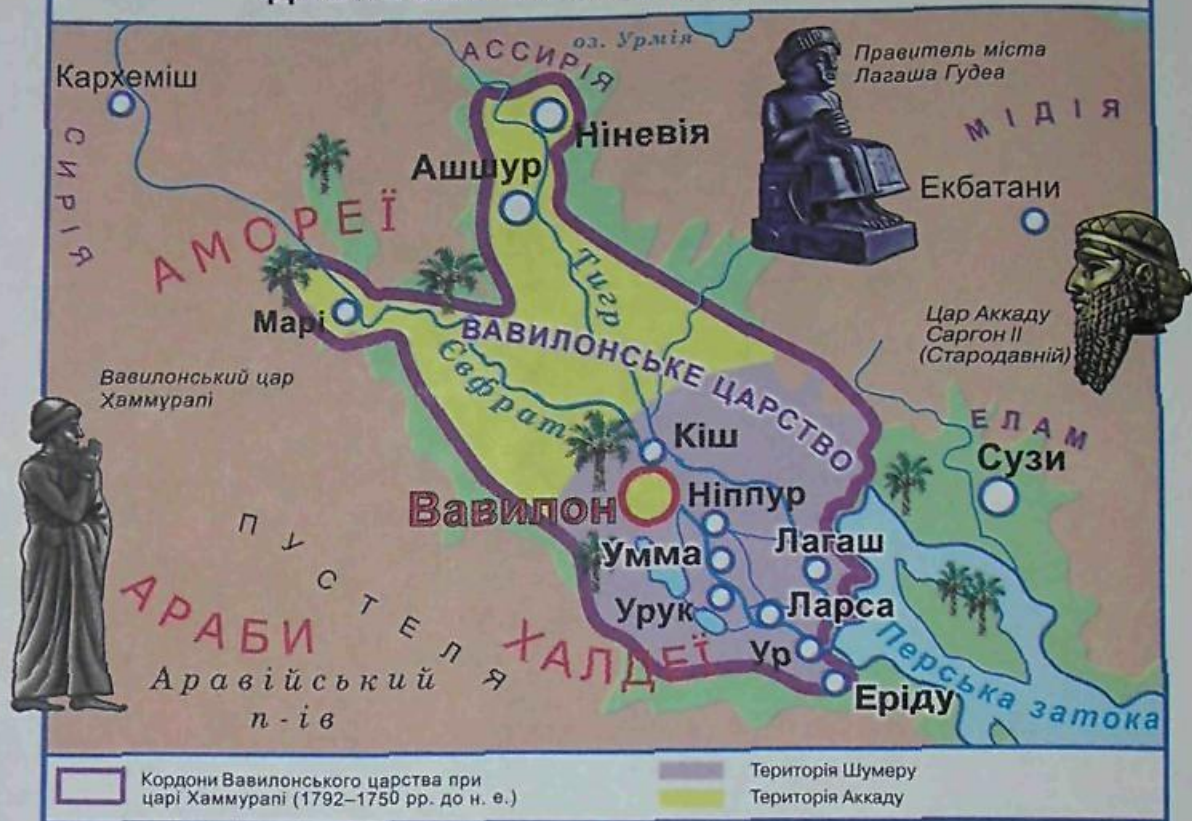 АССИРІЯ
оз. Урмія
Правитель міста
Лагаша Гудеа
Кархеміш
СИРІЯ
МІДІЯ
Ніневія
Ашшур
Екбатани
АМОРЕЇ
Тигр
Марі
ВАВИЛОНСЬКЕ ЦАРСТВО
Цар Аккаду
Саргон II
(Стародавній)
Євфрат
Вавилонський цар
Хаммурапі
ЕЛАМ
Кіш
Сузи
Вавилон
Ніппур
Умма
Лагаш
Урук
Ларса
ПУСТЕЛЯ
АРАБИ
ХАЛДЕЇ
Ур
Еріду
Перська затока
Аравійський
п-ів
Кордони Вавилонського царства при
царі Хаммурапі (1792–1750 рр. до н. е.)
Територія Шумеру
Територія Аккаду